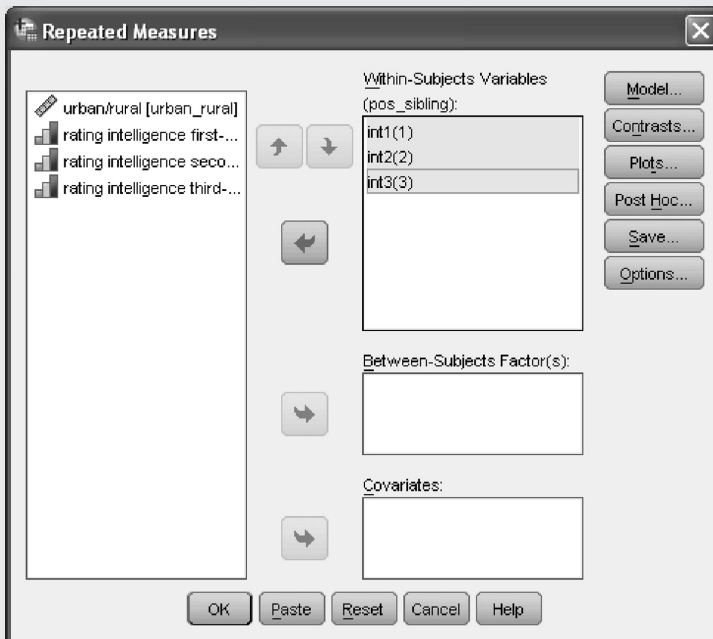 Repeated Measures
urban/rural [urban_rural]
rating intelligence first-...
rating intelligence seco...
rating intelligence third-...
Within-Subjects Variables
(pos_sibling):
int1(1)
int2(2)
int3(3)
Between-Subjects Factor(s):
Covariates:
Model...
Contrasts...
Plots...
Post Hoc...
Save...
Options...
OK
Paste
Reset
Cancel
Help